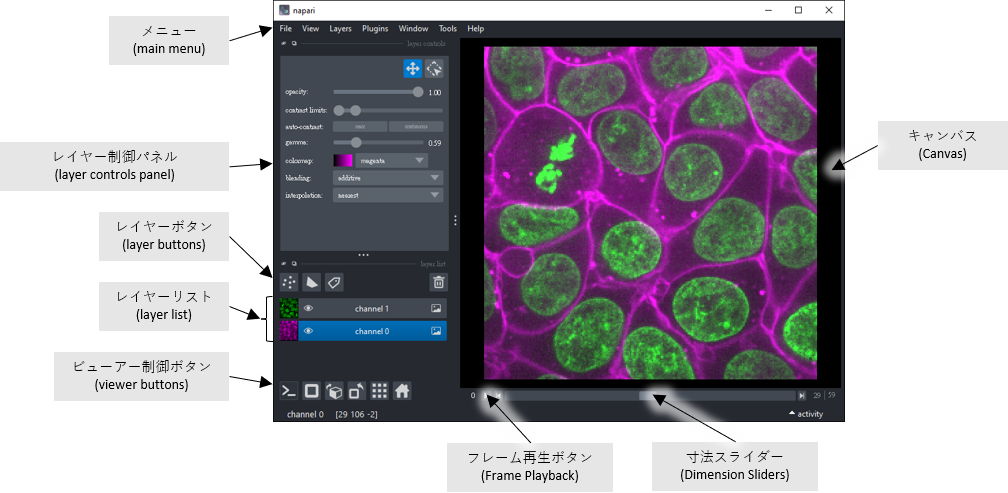 napari
メニュー
(main menu)
File View Layers Plugins Window Tools Help
layer controls
opacity: 1.00
contrast limits:
auto-contrast: once continuous
gamma: 0.59
colormap: magenta
blending: additive
interpolation: nearest
レイヤー制御パネル
(layer controls panel)
キャンバス
(Canvas)
レイヤーボタン
(layer buttons)
layer list
レイヤーリスト
(layer list)
channel 1
channel 0
ビューアー制御ボタン
(viewer buttons)
0 29 59
channel 0 [29 106 -2] activity
フレーム再生ボタン
(Frame Playback)
寸法スライダー
(Dimension Sliders)